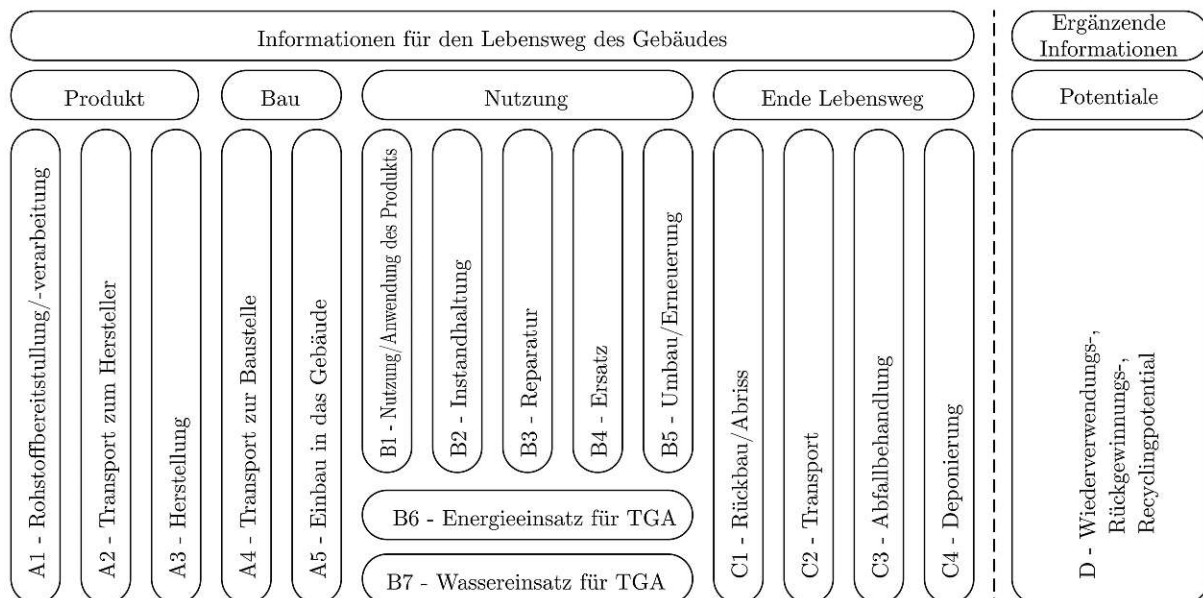 Informationen für den Lebensweg des Gebäudes
Ergänzende
Informationen
Produkt
Bau
Nutzung
Ende Lebensweg
Potentiale
A1 - Rohstoffbereitstullung/-verarbeitung
A2 - Transport zum Hersteller
A3 - Herstellung
A4 - Transport zur Baustelle
A5 - Einbau in das Gebäude
B1 - Nutzung/Anwendung des Produkts
B2 - Instandhaltung
B3 - Reparatur
B4 - Ersatz
B5 - Umbau/Erneuerung
B6 - Energieeinsatz für TGA
B7 - Wassereinsatz für TGA
C1 - Rückbau/Abriss
C2 - Transport
C3 - Abfallbehandlung
C4 - Deponierung
D - Wiederverwendungs-,
Rückgewinnungs-,
Recyclingpotential